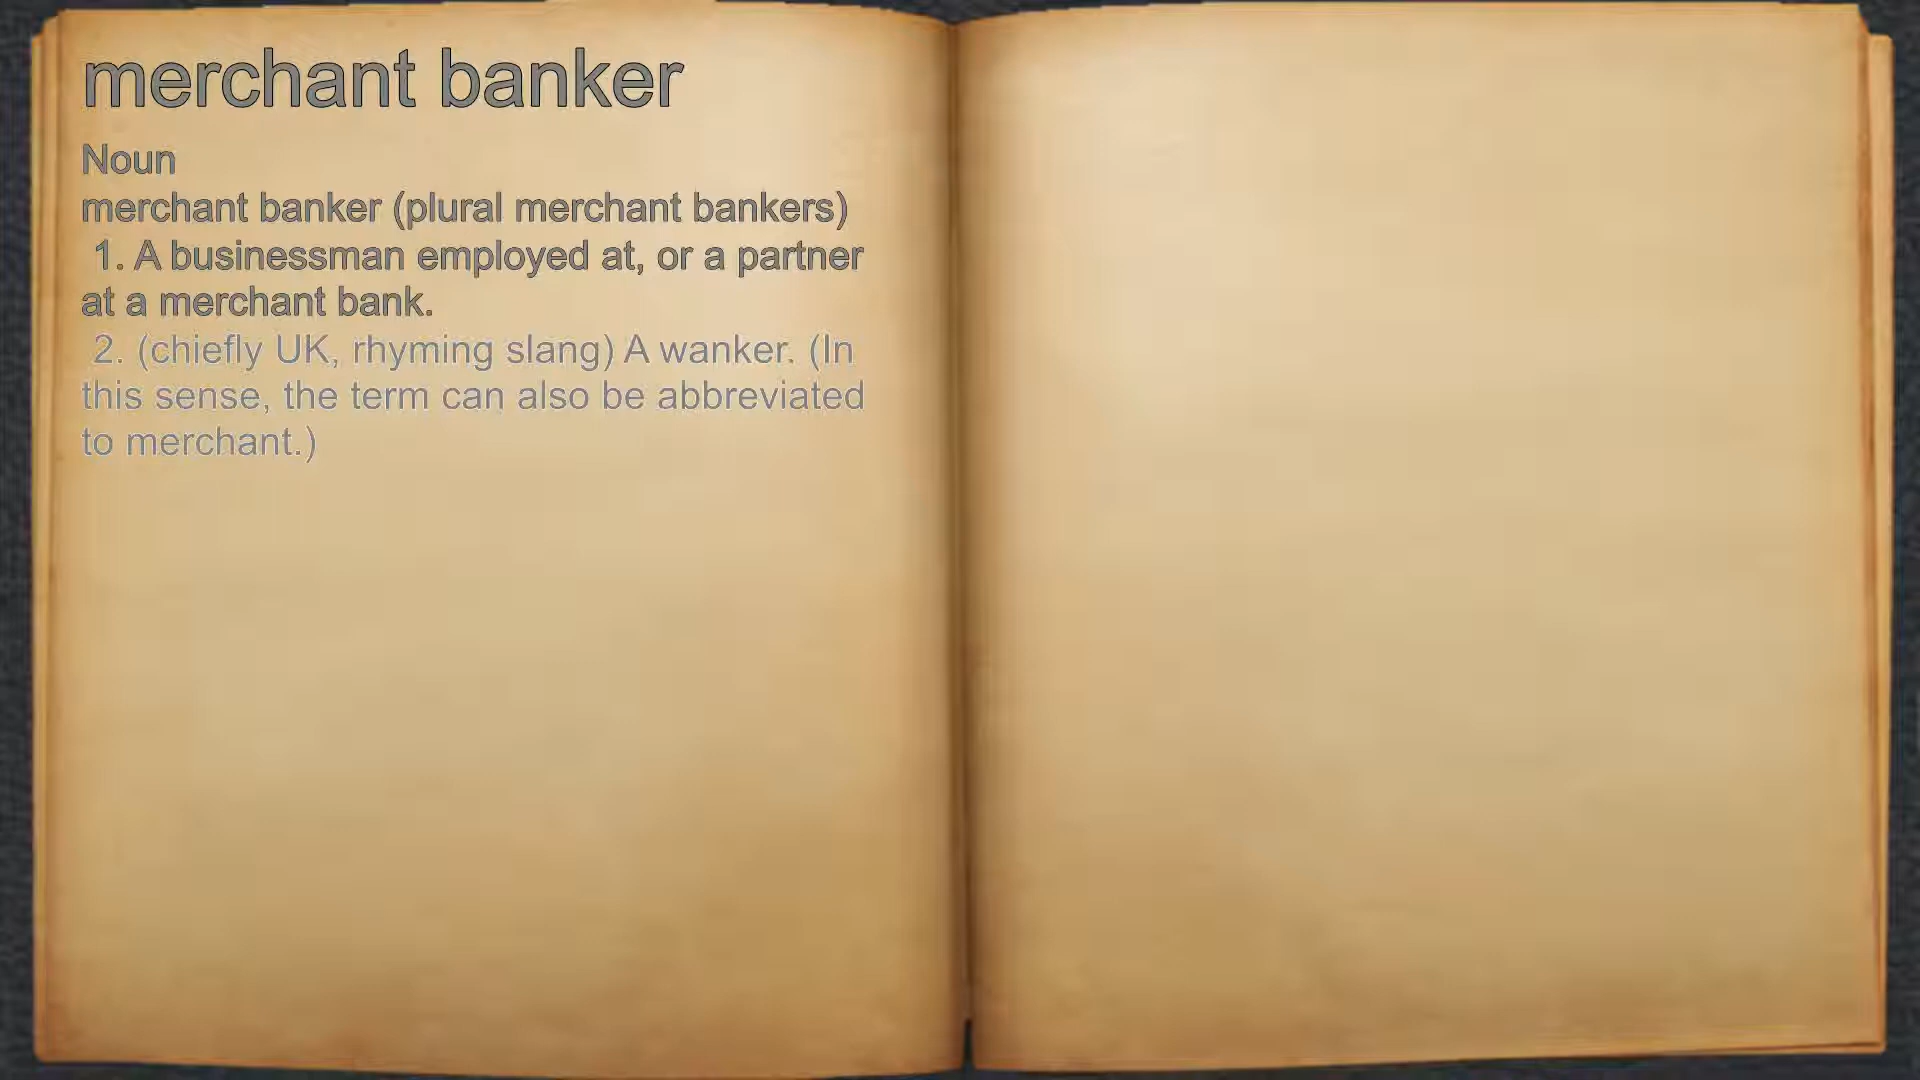 merchant banker
Noun
merchant banker (plural merchant bankers)
1. A businessman employed at, or a partner
at a merchant bank.
2. (chiefly UK, rhyming slang) A wanker. (In
this sense, the term can also be abbreviated
to merchant.)